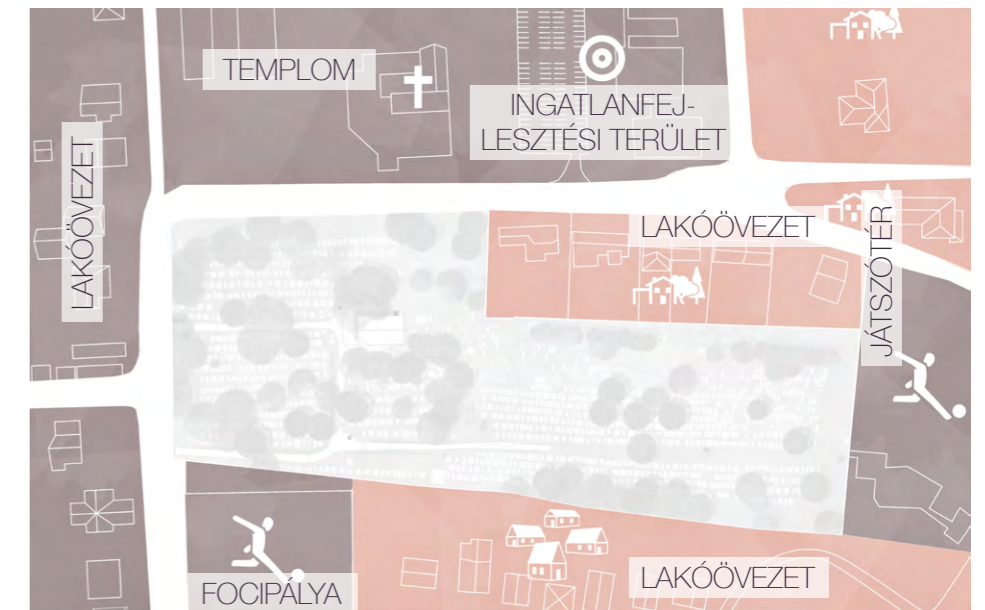 TEMPLOM
INGATLANFEJ-
LESZTÉSI TERÜLET
LAKÓÖVEZET
LAKÓÖVEZET
JÁTSZÓTÉR
FOCIPÁLYA
LAKÓÖVEZET